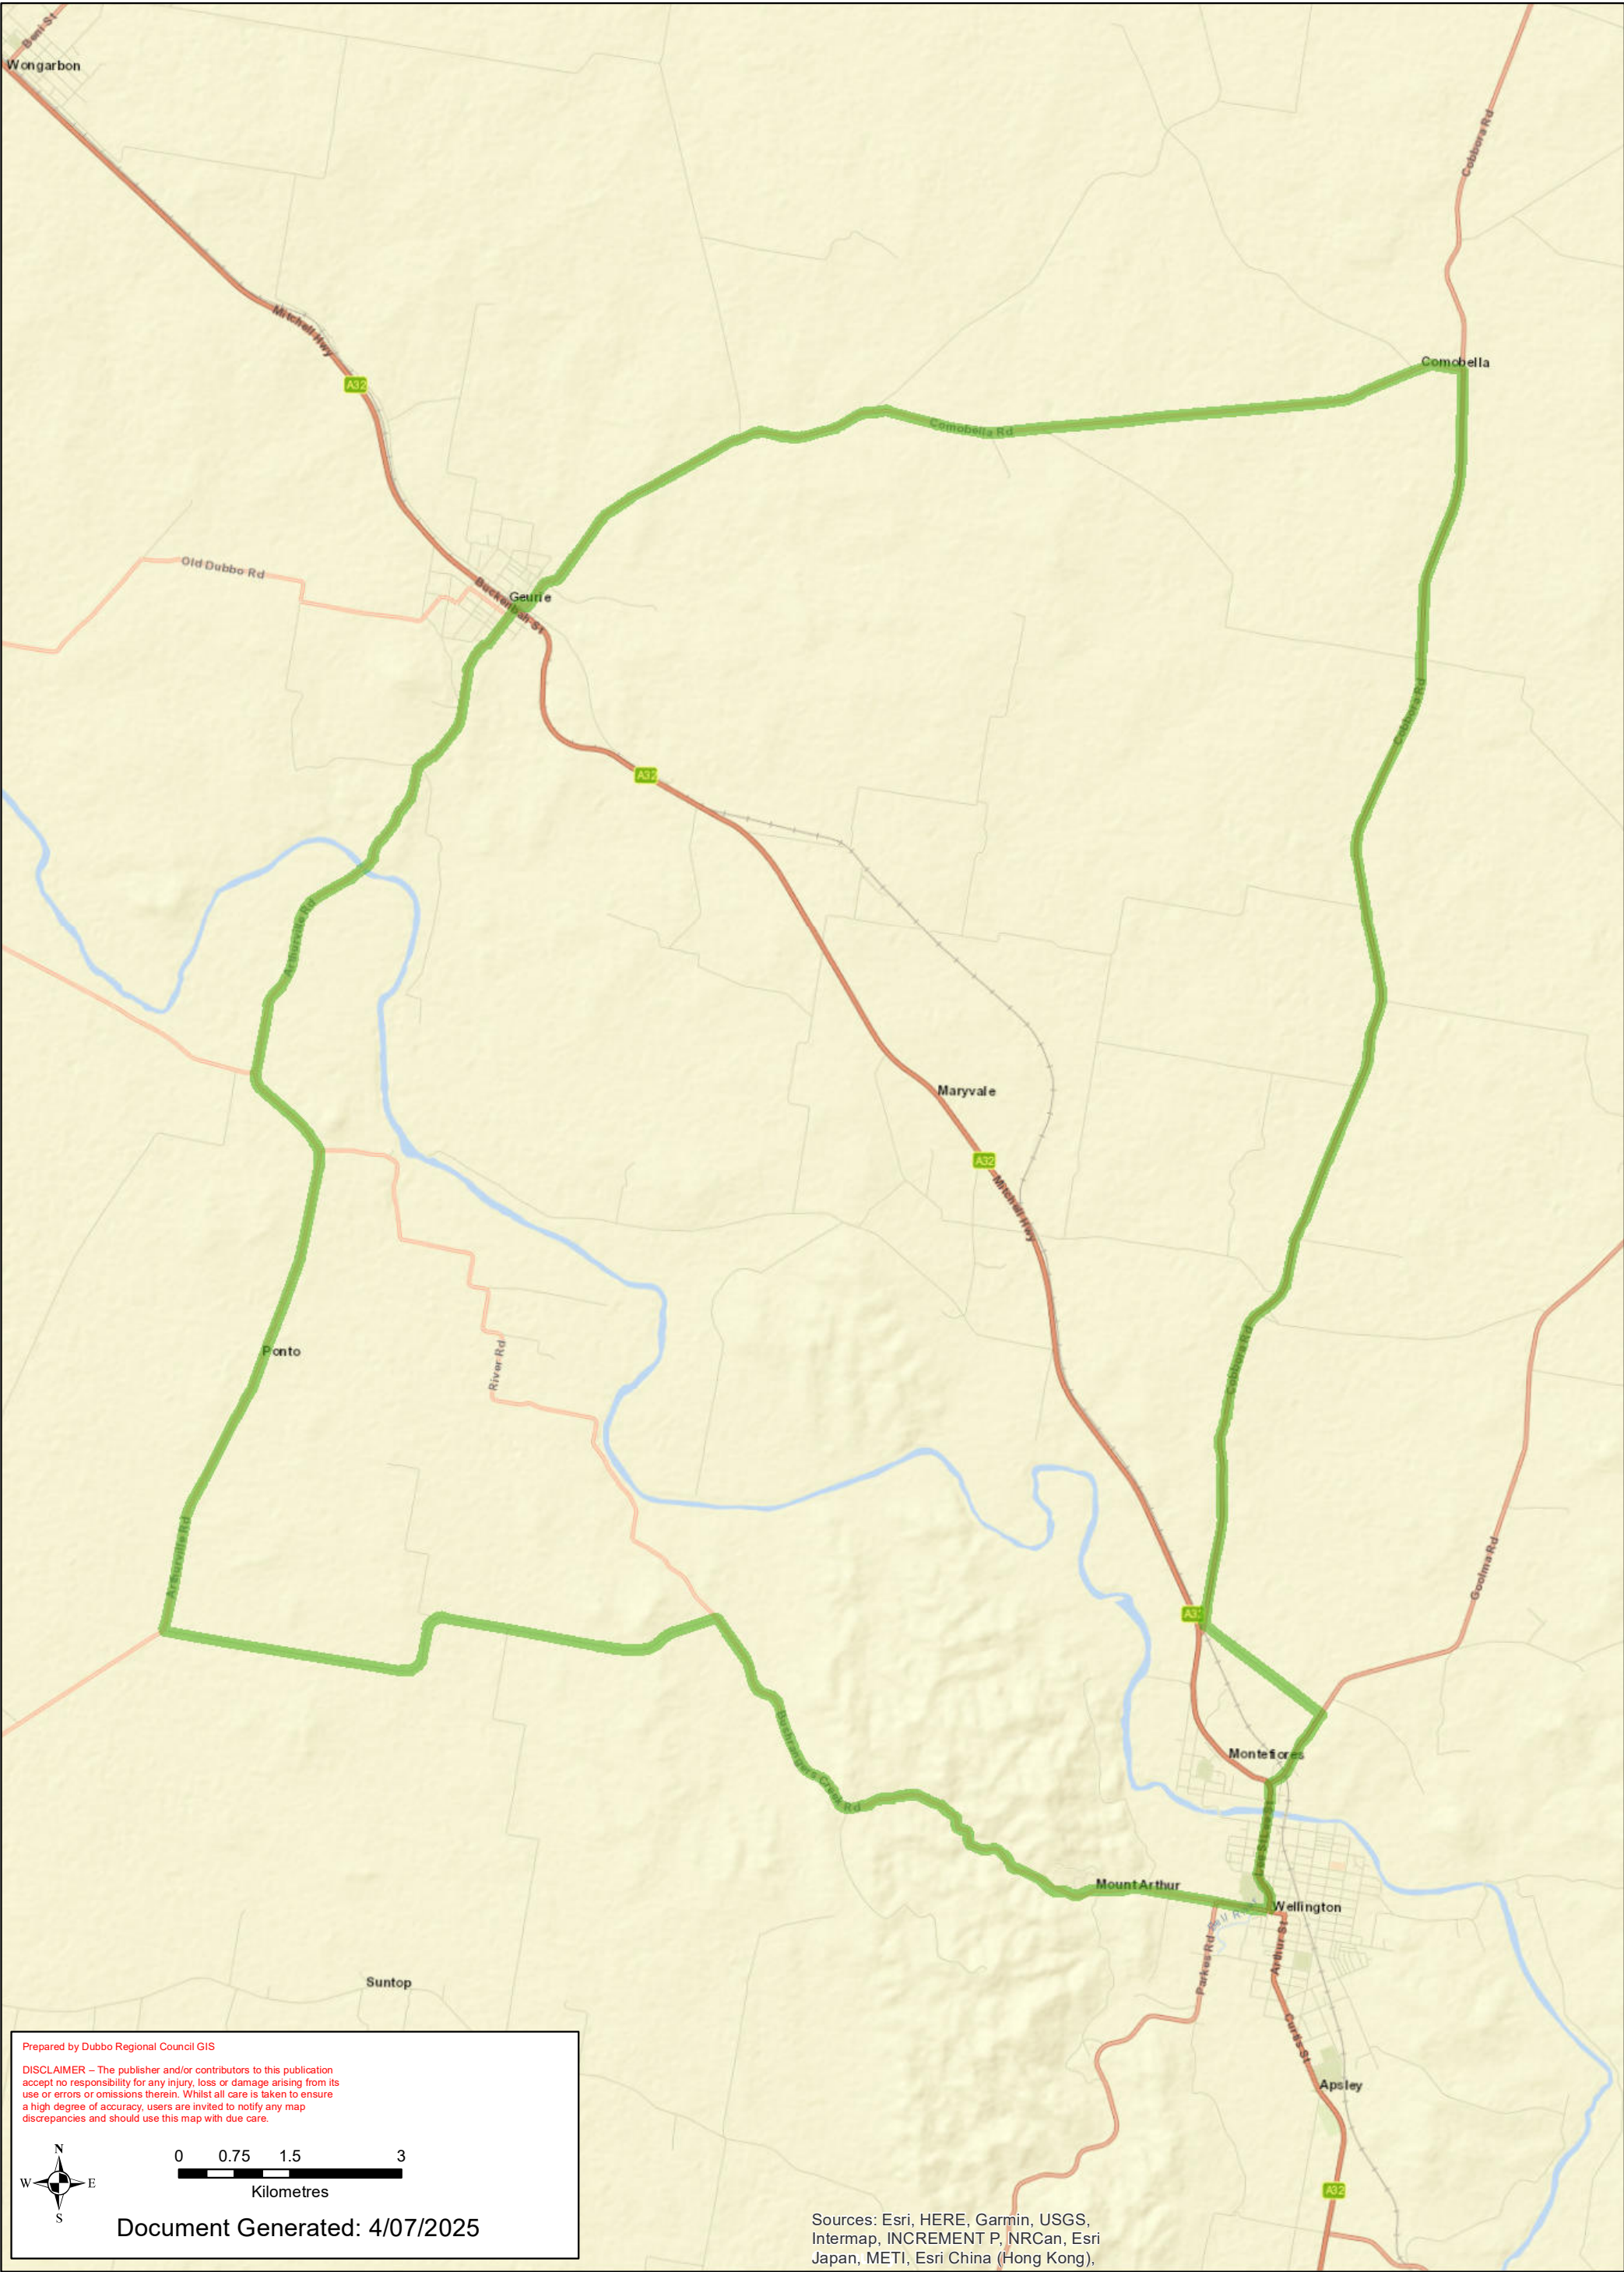 Boni St
Wongarbon
Cobbora Rd
Mitchell Hwy
Comobella
A32
Comobella Rd
Old Dubbo Rd
Buckenbah St
Geurie
Cobbora Rd
A32
Arthurville Rd
Maryvale
A32
Mitchell Hwy
Ponto
River Rd
Cobbora Rd
Arthurville Rd
Goolma Rd
A32
Bushrangers Creek Rd
Montefiores
Lee St
Lee St
Mount Arthur
Wellington
Bell River
Parkes Rd
Arthur St
Suntop
Curtis St
Apsley
A32
Prepared by Dubbo Regional Council GIS
DISCLAIMER – The publisher and/or contributors to this publication
accept no responsibility for any injury, loss or damage arising from its
use or errors or omissions therein. Whilst all care is taken to ensure
a high degree of accuracy, users are invited to notify any map
discrepancies and should use this map with due care.
N
W E
S
0 0.75 1.5 3
Kilometres
Document Generated: 4/07/2025
Sources: Esri, HERE, Garmin, USGS,
Intermap, INCREMENT P, NRCan, Esri
Japan, METI, Esri China (Hong Kong),